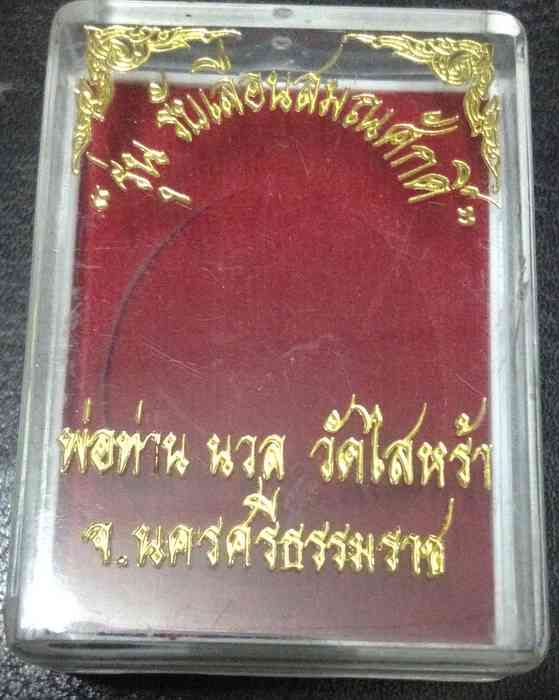 “รุ่น รับเลื่อนสมณศักดิ์”
พ่อท่าน นวล วัดไสหร้า
จ.นครศรีธรรมราช